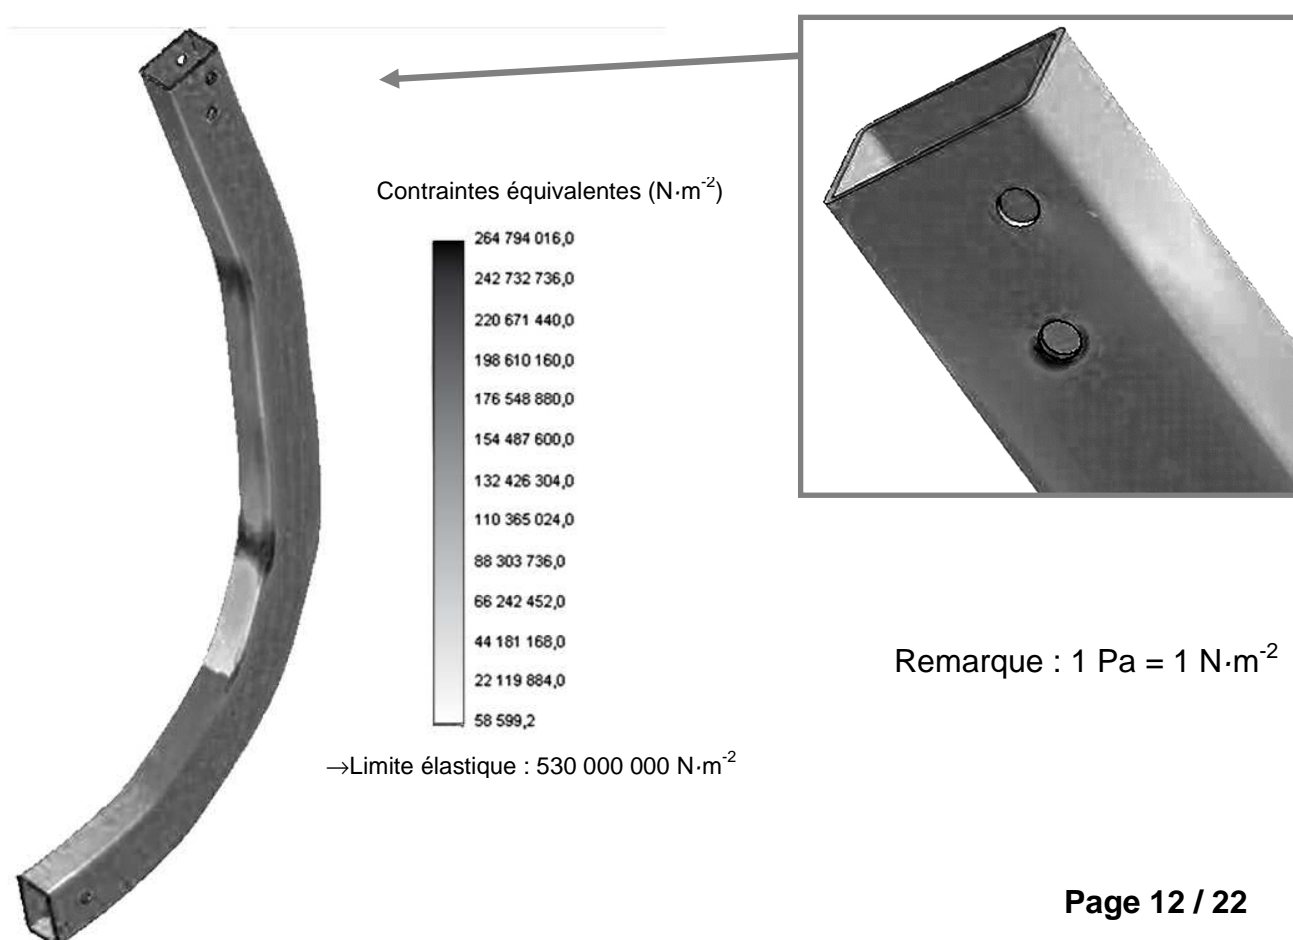 Contraintes équivalentes (N·m-2)
264 794 016,0
242 732 736,0
220 671 440,0
198 610 160,0
176 548 880,0
154 487 600,0
132 426 304,0
110 365 024,0
88 303 736,0
66 242 452,0
44 181 168,0
22 119 884,0
58 599,2
→Limite élastique : 530 000 000 N·m-2
Remarque : 1 Pa = 1 N·m-2
Page 12 / 22